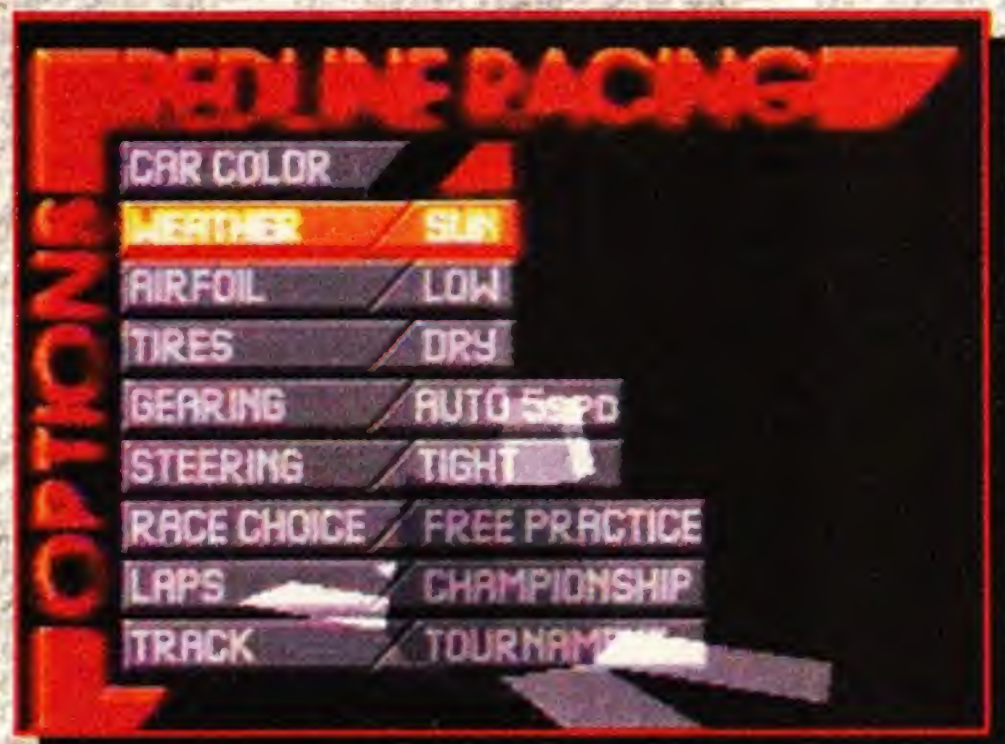 REDLINE RACING
OPTIONS
CAR COLOR
WEATHER SUN
AIRFOIL LOW
TIRES DRY
GEARING AUTO 5SPD
STEERING TIGHT
RACE CHOICE FREE PRACTICE
LAPS CHAMPIONSHIP
TRACK TOURNAMENT